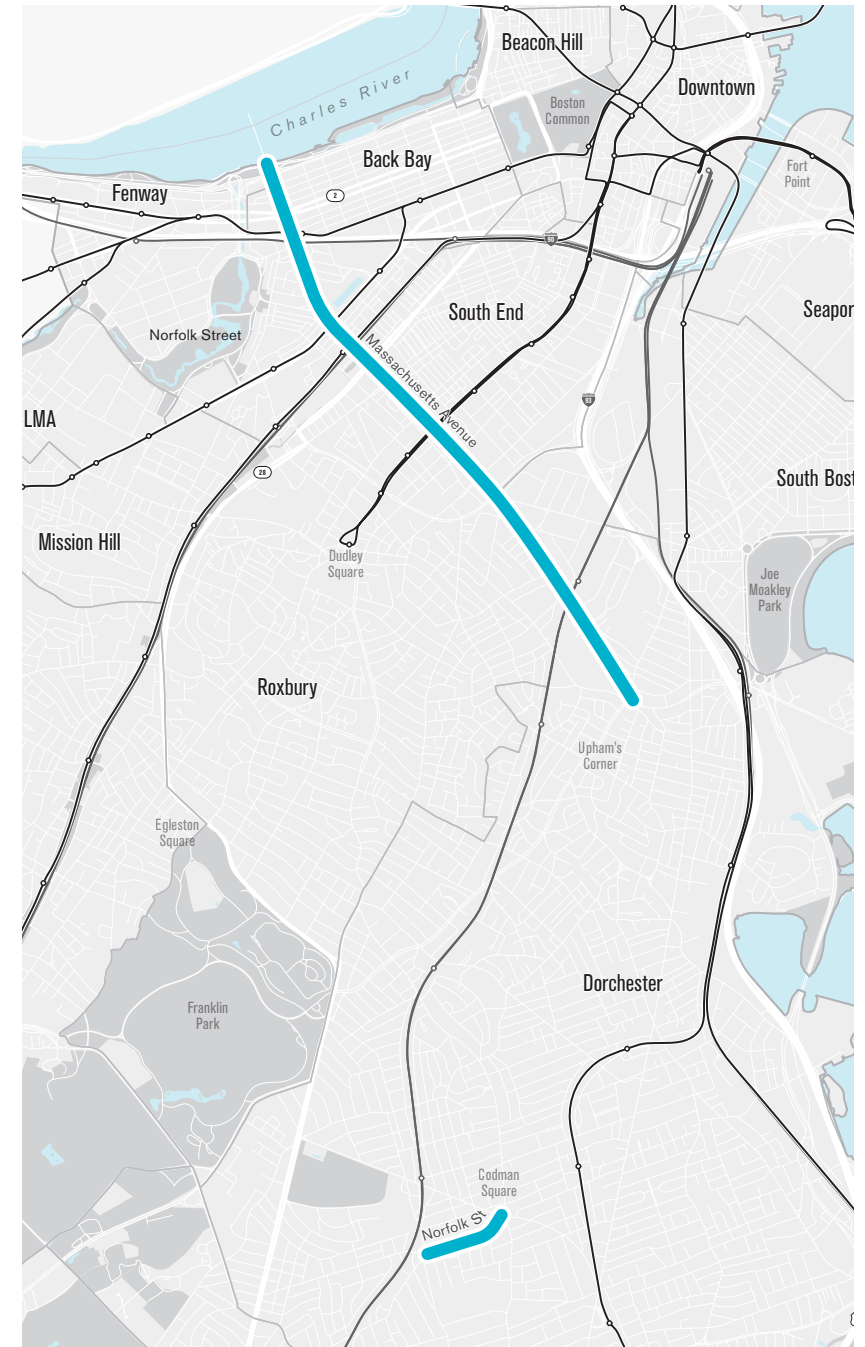 Beacon Hill
Downtown
Charles River
Boston
Common
Back Bay
Fort
Point
Fenway
2
90
South End
Seapor
Norfolk Street
Massachusetts Avenue
93
LMA
28
South Bost
Mission Hill
Dudley
Square
Joe
Moakley
Park
Roxbury
Upham's
Corner
Egleston
Square
Dorchester
Franklin
Park
Codman
Square
Norfolk St